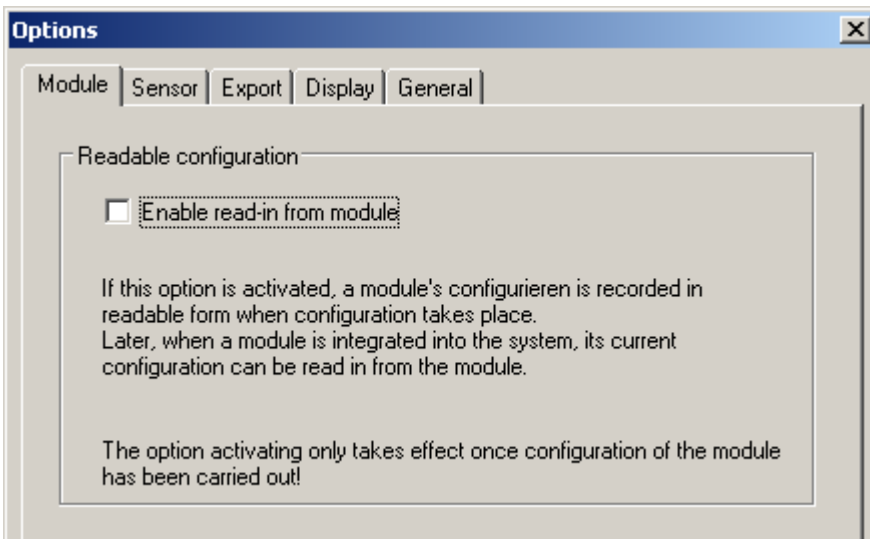 Options
Module Sensor Export Display General
Readable configuration
Enable read-in from module
If this option is activated, a module's configurieren is recorded in
readable form when configuration takes place.
Later, when a module is integrated into the system, its current
configuration can be read in from the module.
The option activating only takes effect once configuration of the module
has been carried out!